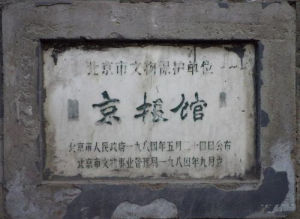 北京市文物保护单位
京报馆
北京市人民政府一九八四年五月二十四日公布
北京市文物事业管理局一九八四年九月立